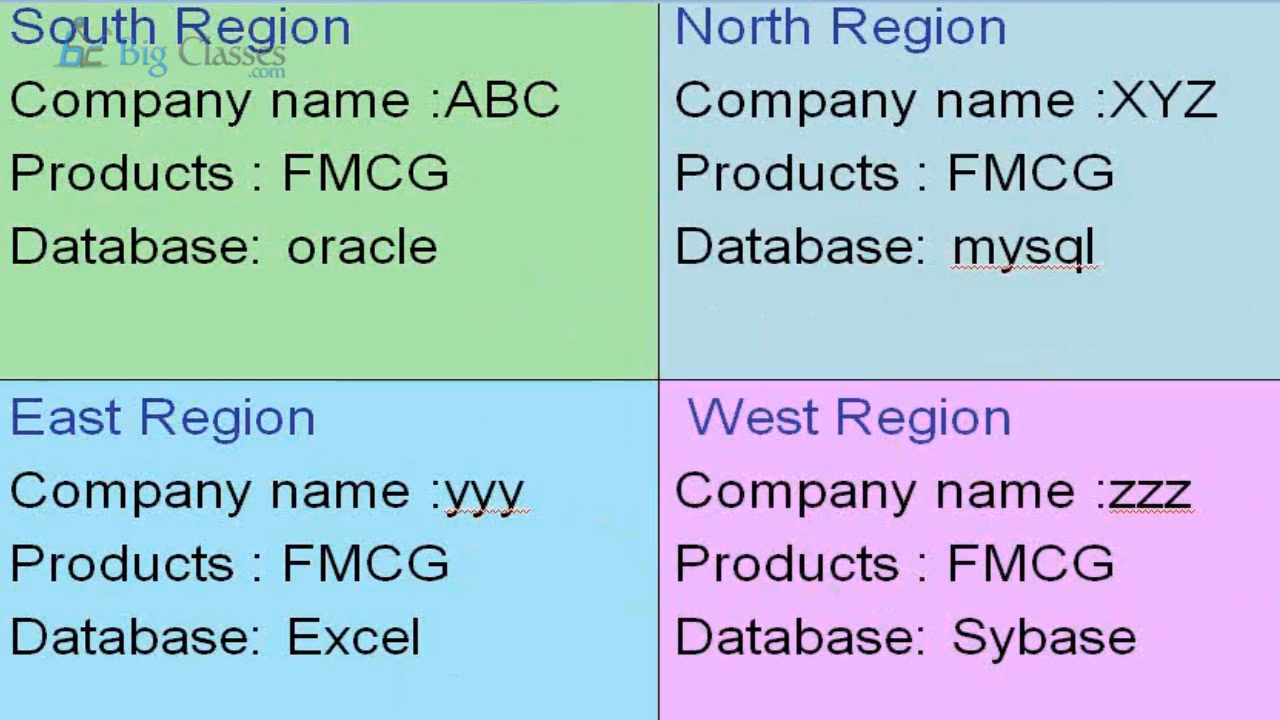 South Region
Big Classes
.com
Company name :ABC
Products : FMCG
Database: oracle
North Region
Company name :XYZ
Products : FMCG
Database: mysql
East Region
Company name :yyy
Products : FMCG
Database: Excel
West Region
Company name :zzz
Products : FMCG
Database: Sybase